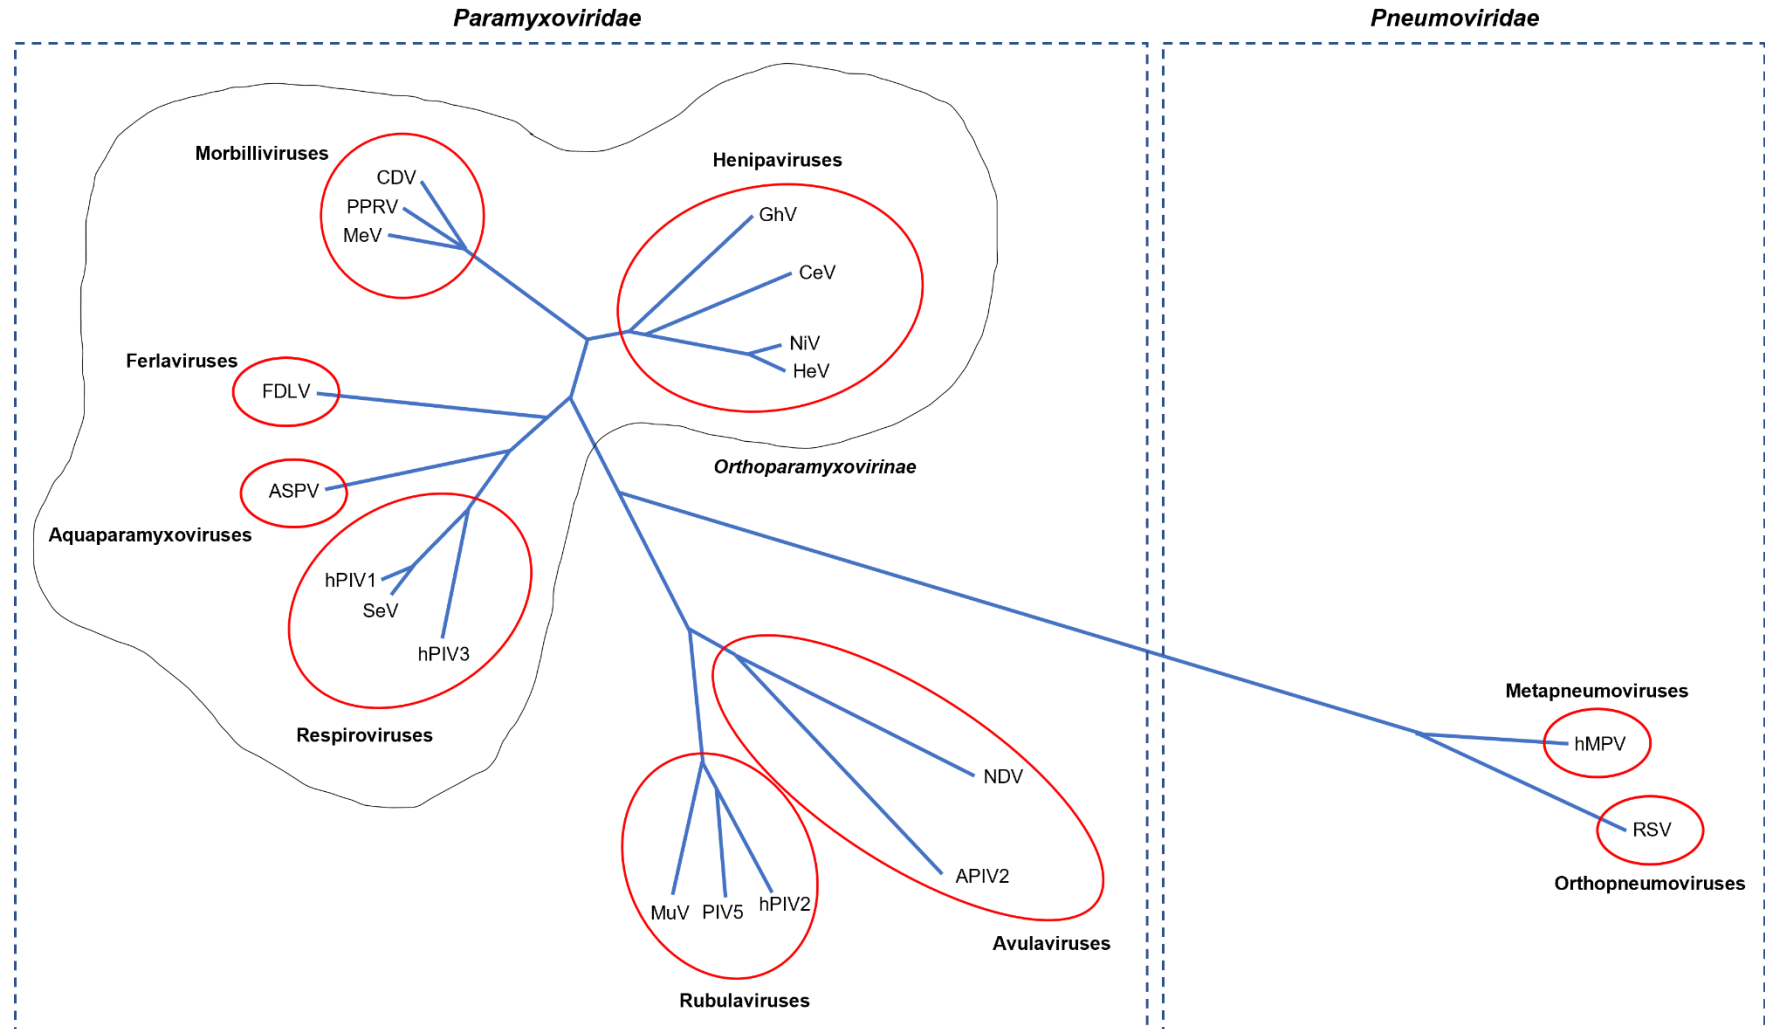 Paramyxoviridae
Pneumoviridae
Morbilliviruses
CDV
PPRV
MeV
Henipaviruses
GhV
CeV
NiV
HeV
Ferlaviruses
FDLV
Orthoparamyxovirinae
ASPV
Aquaparamyxoviruses
hPIV1
SeV
hPIV3
Respiroviruses
Metapneumoviruses
hMPV
NDV
RSV
APIV2
Orthopneumoviruses
MuV
PIV5
hPIV2
Avulaviruses
Rubulaviruses